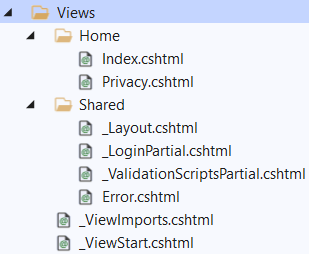 Views
Home
Index.cshtml
Privacy.cshtml
Shared
_Layout.cshtml
_LoginPartial.cshtml
_ValidationScriptsPartial.cshtml
Error.cshtml
_ViewImports.cshtml
_ViewStart.cshtml